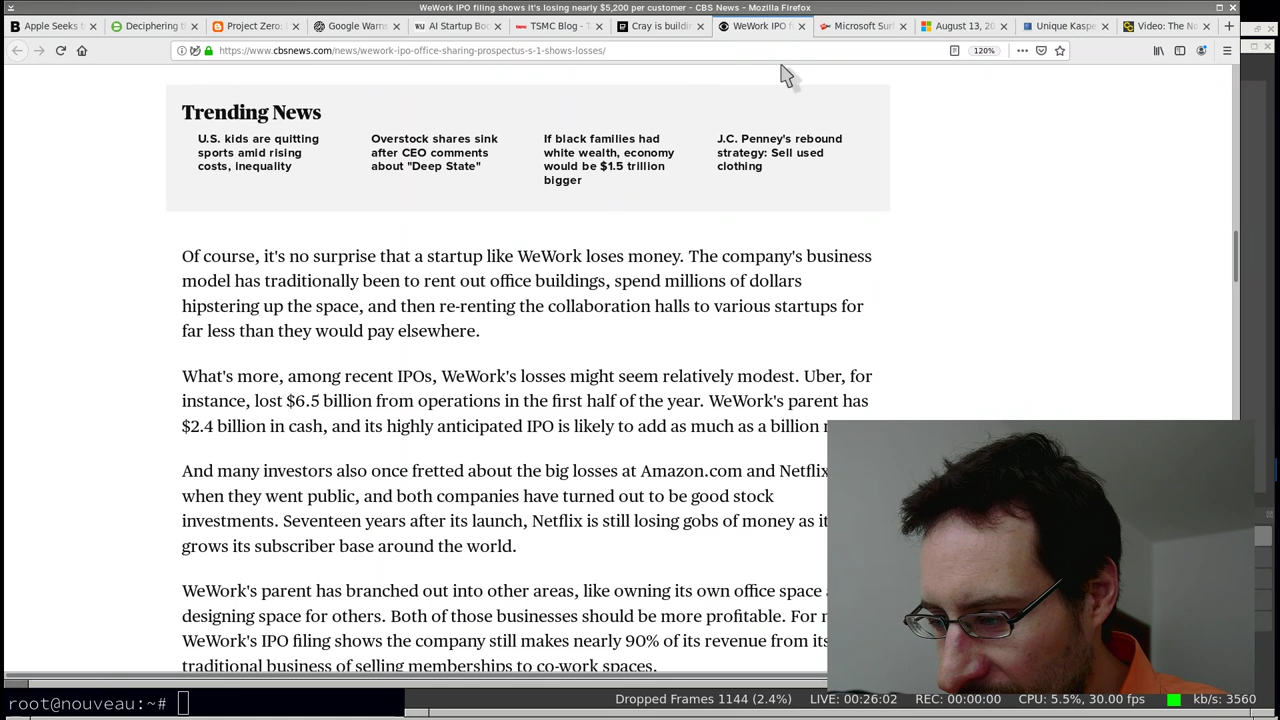 WeWork IPO filing shows it's losing nearly $5,200 per customer - CBS News - Mozilla Firefox
Apple Seeks t
Deciphering th
Project Zero:
Google Warns
AI Startup Boo
TSMC Blog - T
Cray is buildin
WeWork IPO f
Microsoft Surf
August 13, 20
Unique Kaspe
Video: The No
https://www.cbsnews.com/news/wework-ipo-office-sharing-prospectus-s-1-shows-losses/
120%
Trending News
U.S. kids are quitting
sports amid rising
costs, inequality
Overstock shares sink
after CEO comments
about "Deep State"
If black families had
white wealth, economy
would be $1.5 trillion
bigger
J.C. Penney's rebound
strategy: Sell used
clothing
Of course, it's no surprise that a startup like WeWork loses money. The company's business
model has traditionally been to rent out office buildings, spend millions of dollars
hipstering up the space, and then re-renting the collaboration halls to various startups for
far less than they would pay elsewhere.
What's more, among recent IPOs, WeWork's losses might seem relatively modest. Uber, for
instance, lost $6.5 billion from operations in the first half of the year. WeWork's parent has
$2.4 billion in cash, and its highly anticipated IPO is likely to add as much as a billion
And many investors also once fretted about the big losses at Amazon.com and Netflix
when they went public, and both companies have turned out to be good stock
investments. Seventeen years after its launch, Netflix is still losing gobs of money as it
grows its subscriber base around the world.
WeWork's parent has branched out into other areas, like owning its own office space
designing space for others. Both of those businesses should be more profitable. For
WeWork's IPO filing shows the company still makes nearly 90% of its revenue from its
traditional business of selling memberships to co-work spaces.
root@nouveau:~#
Dropped Frames 1144 (2.4%) LIVE: 00:26:02 REC: 00:00:00 CPU: 5.5%, 30.00 fps kb/s: 3560